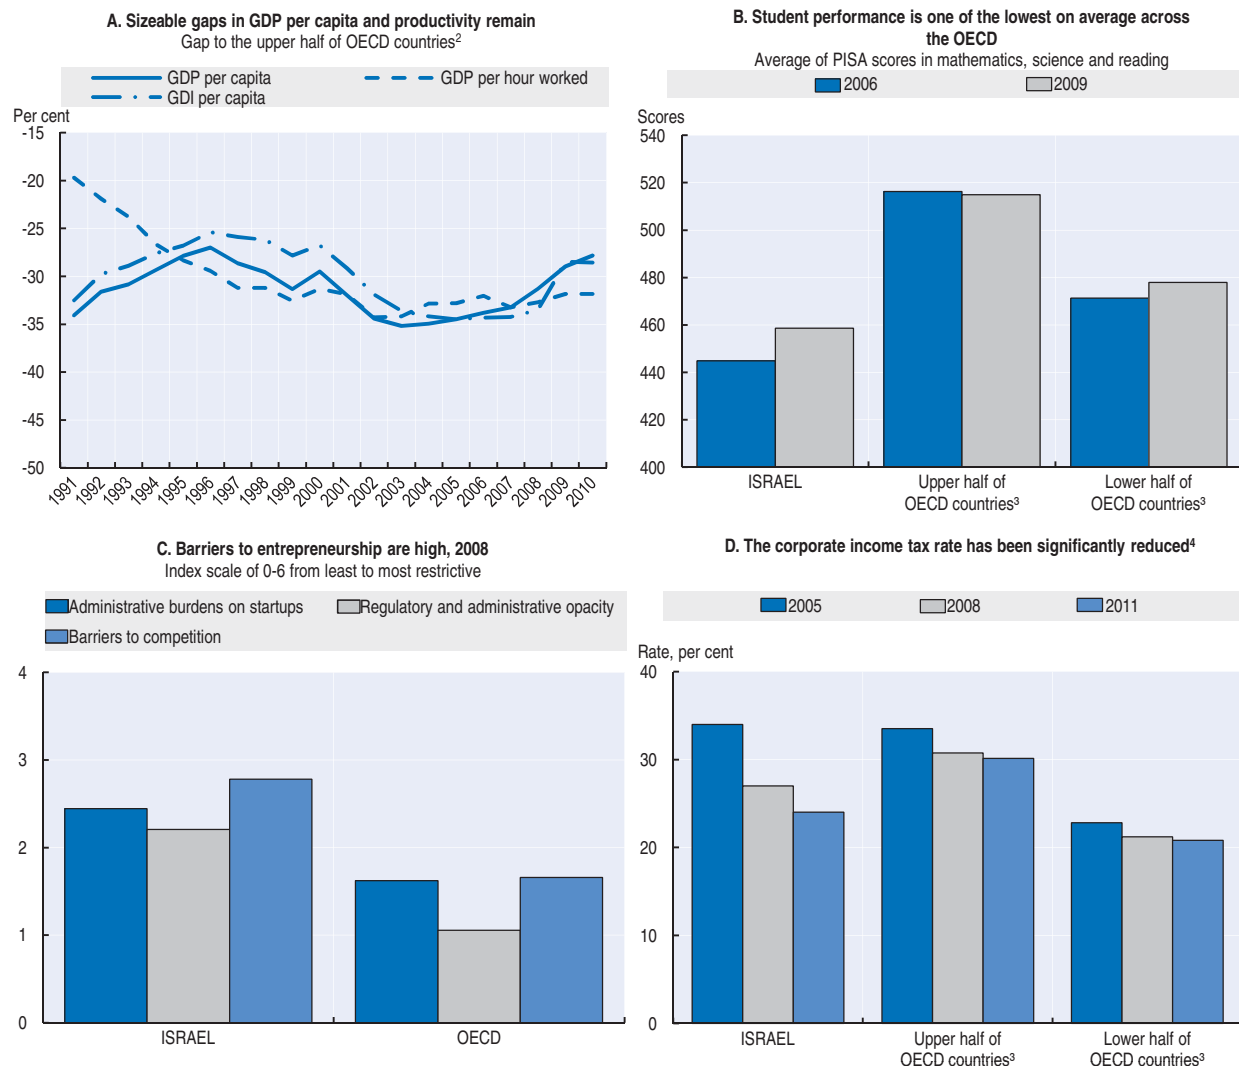 A. Sizeable gaps in GDP per capita and productivity remain
Gap to the upper half of OECD countries²
GDP per capita
GDP per hour worked
GDI per capita
Per cent
-15
-20
-25
-30
-35
-40
-45
-50
1991 1992 1993 1994 1995 1996 1997 1998 1999 2000 2001 2002 2003 2004 2005 2006 2007 2008 2009 2010
B. Student performance is one of the lowest on average across
the OECD
Average of PISA scores in mathematics, science and reading
2006
2009
Scores
540
520
500
480
460
440
420
400
ISRAEL
Upper half of
OECD countries³
Lower half of
OECD countries³
C. Barriers to entrepreneurship are high, 2008
Index scale of 0-6 from least to most restrictive
Administrative burdens on startups
Regulatory and administrative opacity
Barriers to competition
4
3
2
1
0
ISRAEL
OECD
D. The corporate income tax rate has been significantly reduced⁴
2005
2008
2011
Rate, per cent
40
30
20
10
0
ISRAEL
Upper half of
OECD countries³
Lower half of
OECD countries³